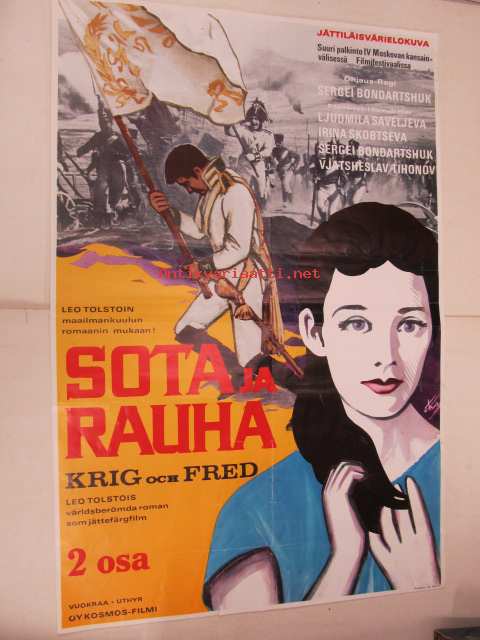 JÄTTILÄISVÄRIELOKUVA
Suuri palkinto IV Moskovan kansain-
välisessä Filmifestivaalissa
Ohjaus-Regi
SERGEI BONDARTSHUK
LJUDMILA SAVELJEVA
IRINA SKOBTSEVA
SERGEI BONDARTSHUK
VJATSHESLAV TIHONOV
Antikvariaatti.net
LEO TOLSTOIN
maailmankuulun
romaanin mukaan!
SOTA JA
RAUHA
KRIG OCH FRED
LEO TOLSTOIS
världsberömda roman
som jättefärgfilm
2 osa
VUOKRAA - UTHYR
OY KOSMOS-FILMI